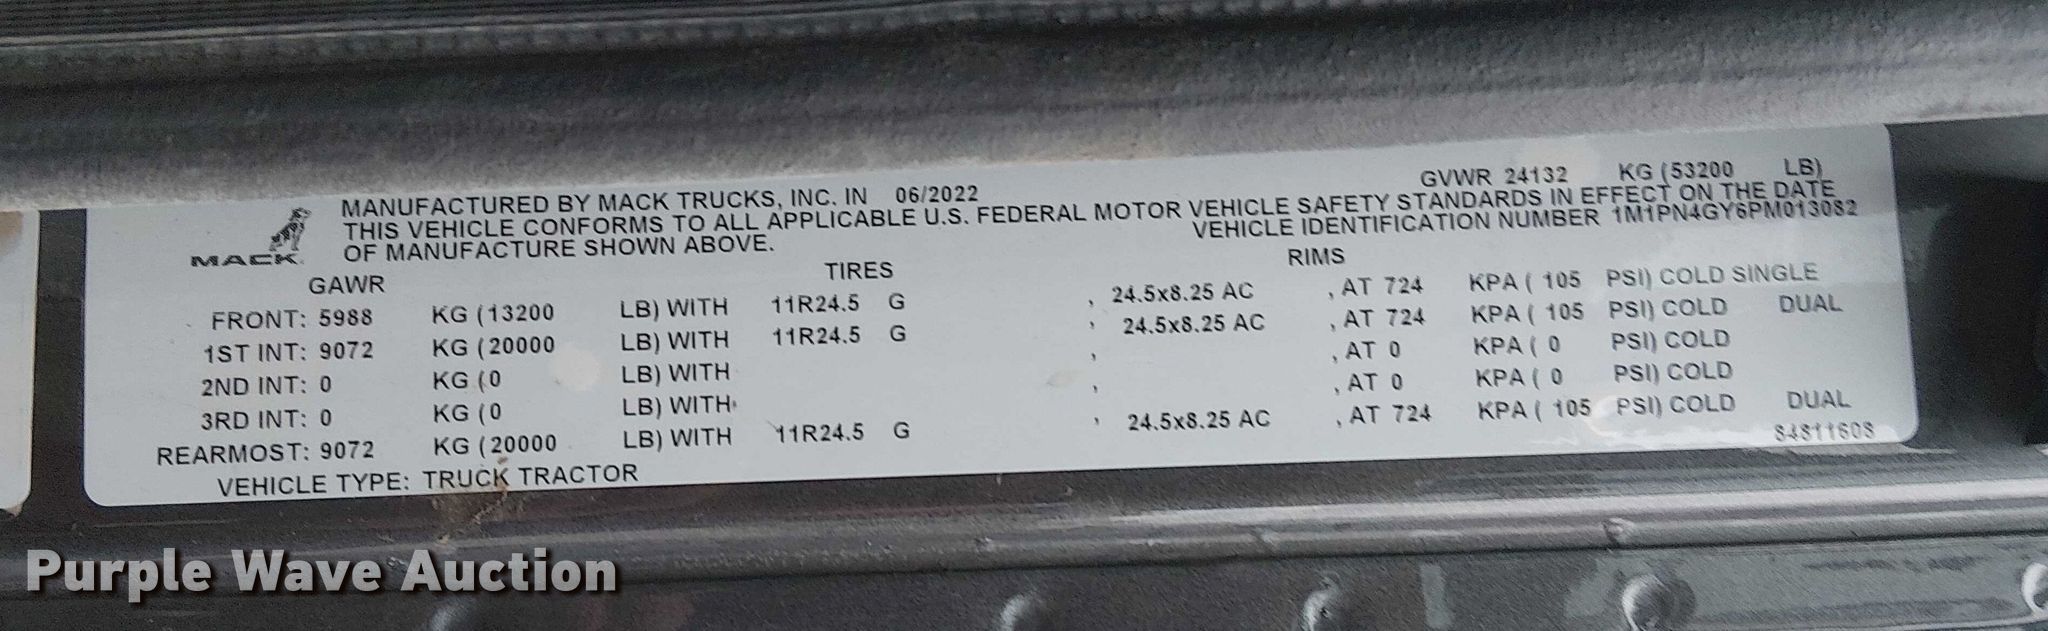 MANUFACTURED BY MACK TRUCKS, INC. IN 06/2022 GVWR 24132 KG (53200 LB)
THIS VEHICLE CONFORMS TO ALL APPLICABLE U.S. FEDERAL MOTOR VEHICLE SAFETY STANDARDS IN EFFECT ON THE DATE
OF MANUFACTURE SHOWN ABOVE. VEHICLE IDENTIFICATION NUMBER 1M1PN4GY6PM013082
MACK
GAWR TIRES RIMS
FRONT: 5988 KG (13200 LB) WITH 11R24.5 G , 24.5x8.25 AC , AT 724 KPA ( 105 PSI) COLD SINGLE
1ST INT: 9072 KG (20000 LB) WITH 11R24.5 G , 24.5x8.25 AC , AT 724 KPA ( 105 PSI) COLD DUAL
2ND INT: 0 KG (0 LB) WITH , , AT 0 KPA ( 0 PSI) COLD
3RD INT: 0 KG (0 LB) WITH , , AT 0 KPA ( 0 PSI) COLD
REARMOST: 9072 KG (20000 LB) WITH 11R24.5 G , 24.5x8.25 AC , AT 724 KPA ( 105 PSI) COLD DUAL
VEHICLE TYPE: TRUCK TRACTOR 84811608
Purple Wave Auction